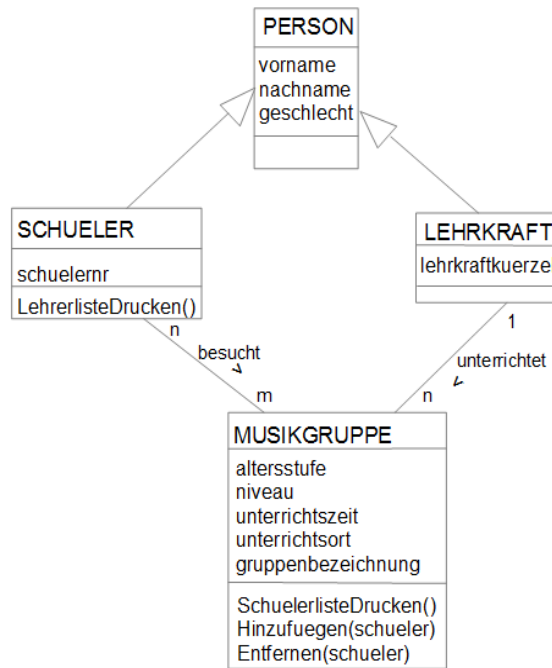 PERSON
vorname
nachname
geschlecht
SCHUELER
schuelernr
LehrerlisteDrucken()
LEHRKRAFT
lehrkraftkuerze
n
besucht
v
m
1
unterrichtet
v
n
MUSIKGRUPPE
altersstufe
niveau
unterrichtszeit
unterrichtsort
gruppenbezeichnung
SchuelerlisteDrucken()
Hinzufuegen(schueler)
Entfernen(schueler)